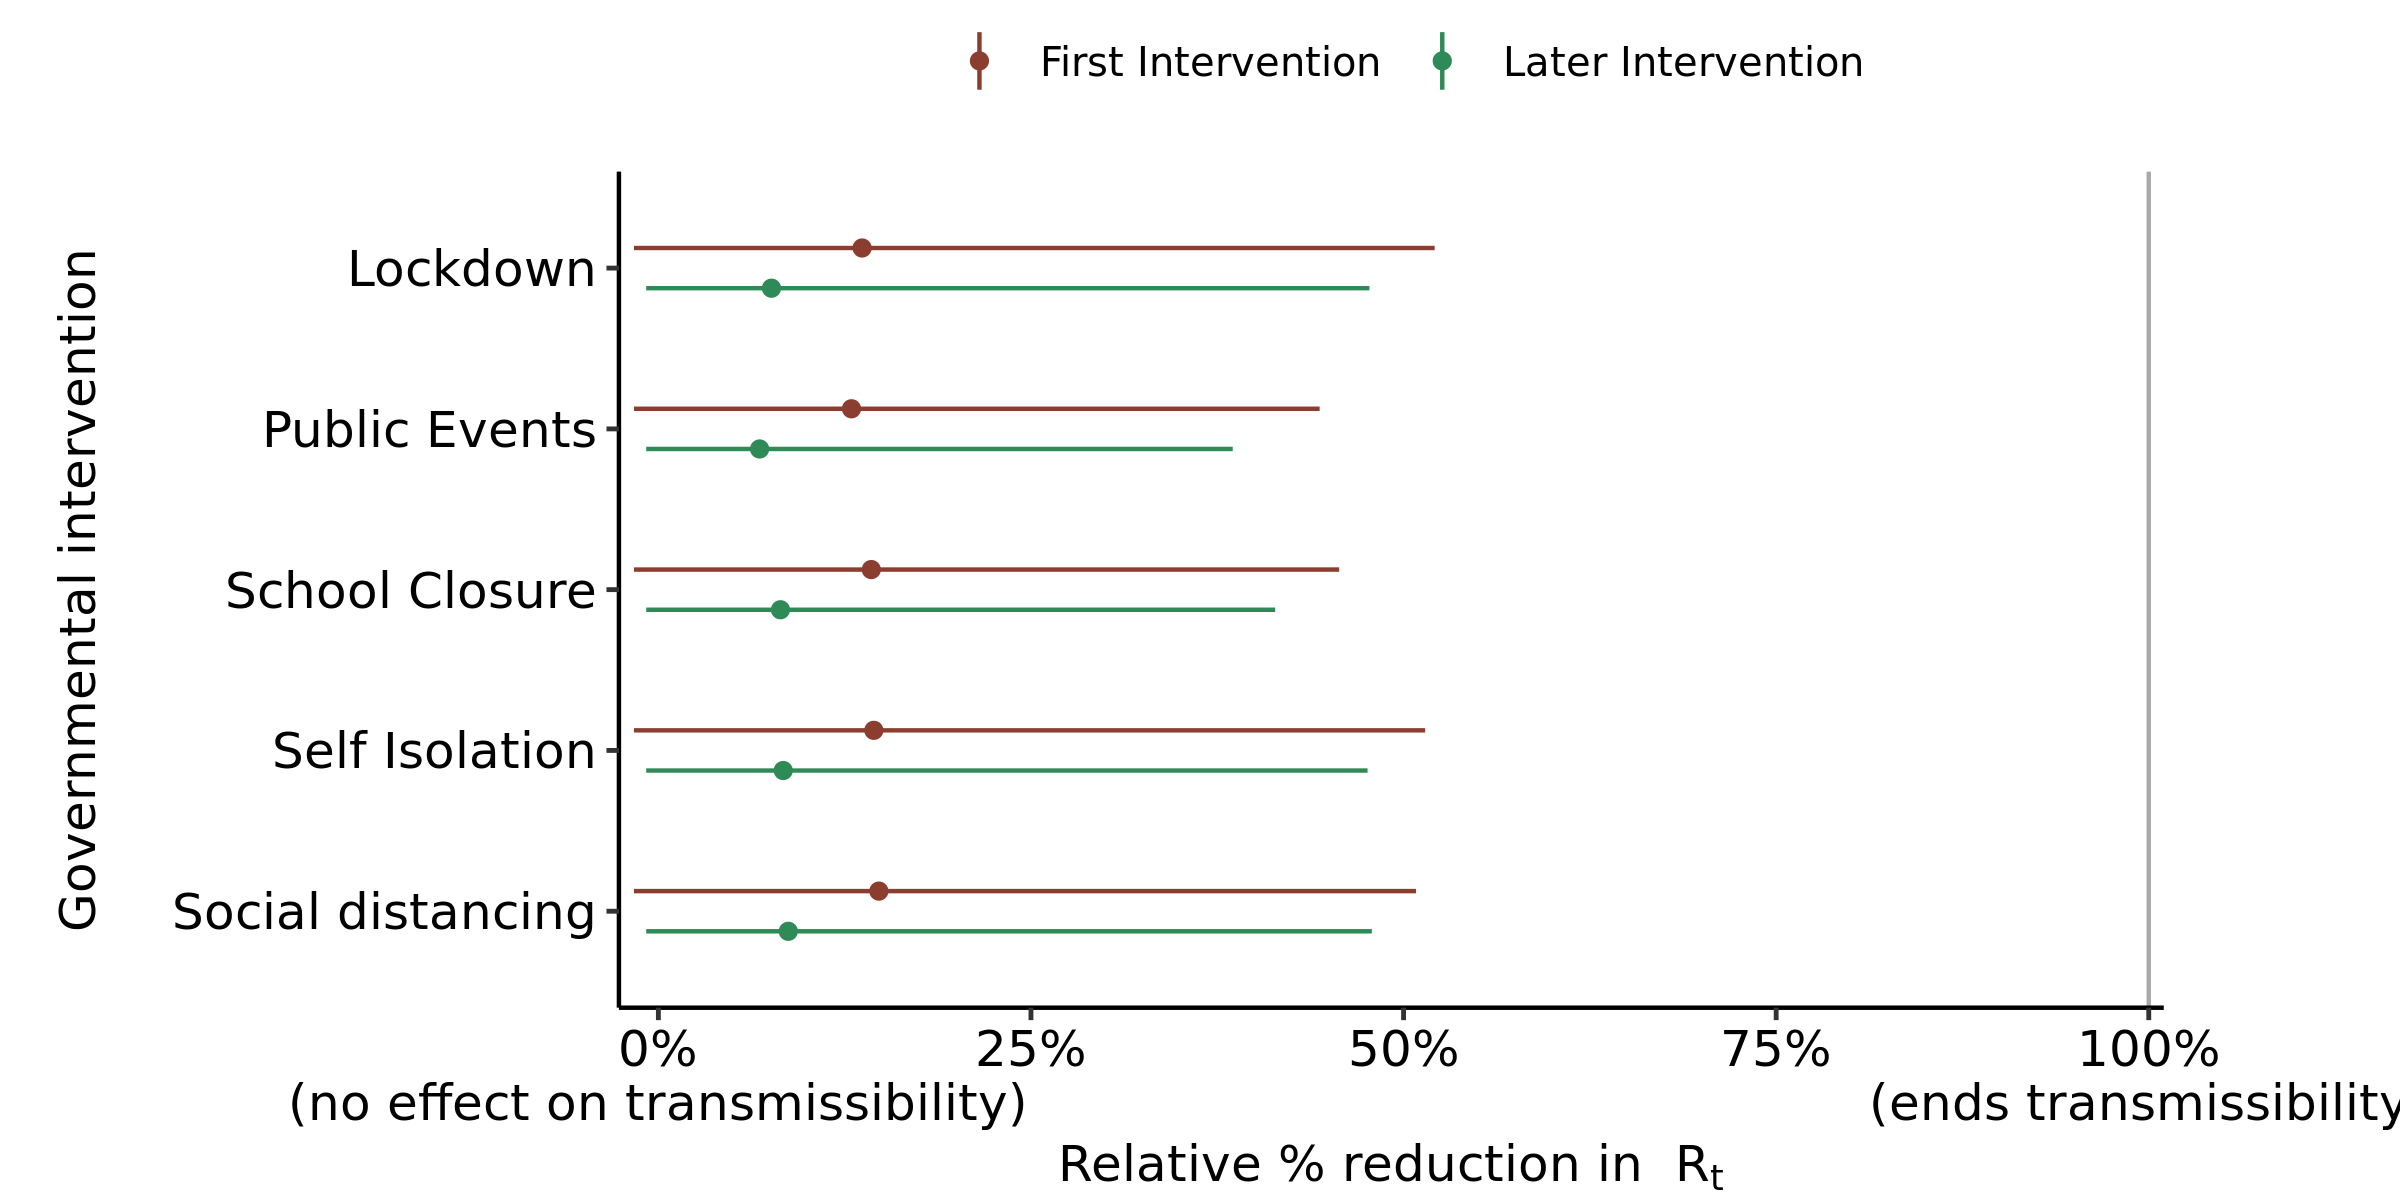 First Intervention
Later Intervention
Governmental intervention
Lockdown
Public Events
School Closure
Self Isolation
Social distancing
0%
25%
50%
75%
100%
(no effect on transmissibility)
(ends transmissibility
Relative % reduction in Rt